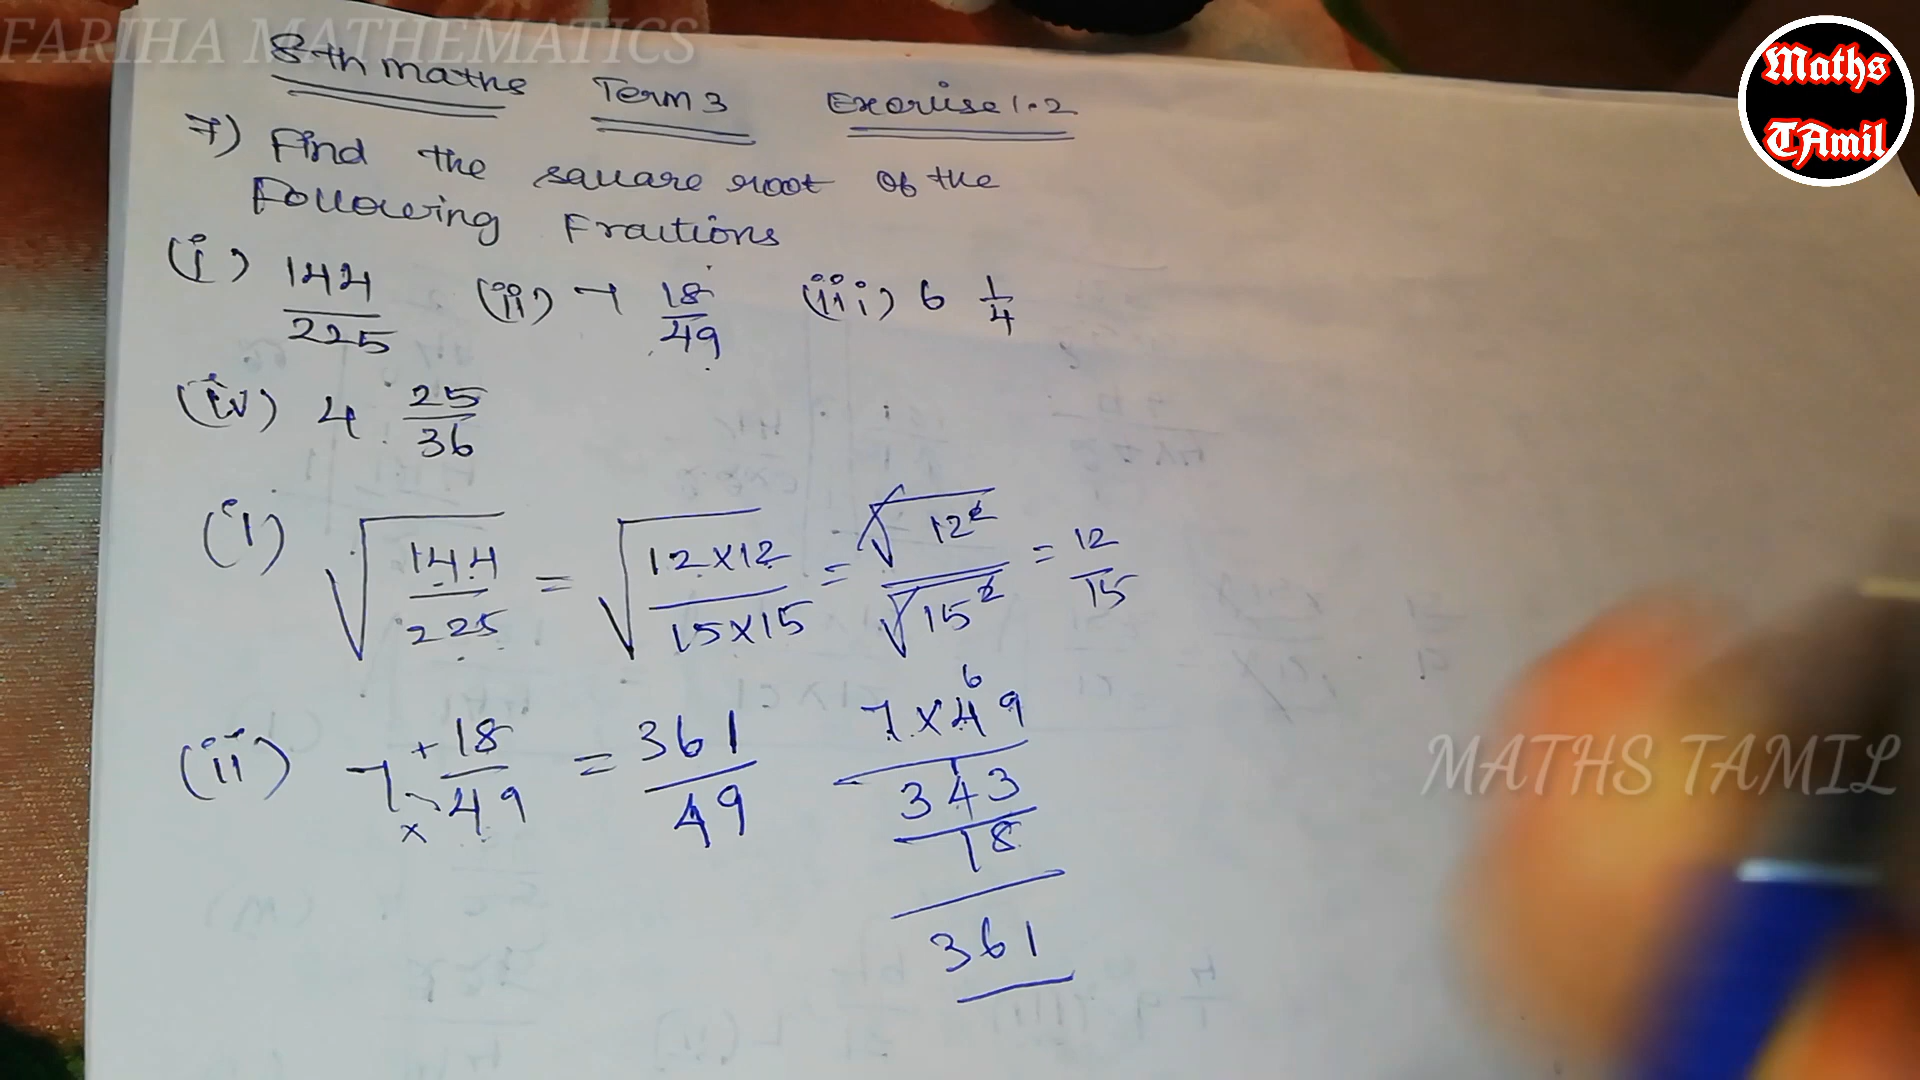 FARIHA MATHEMATICS
Maths
TAmil
8th maths Term 3 Exercise 1.2
7) Find the square root of the
Following Fractions
(i) 144/225 (ii) 7 18/49 (iii) 6 1/4
(iv) 4 25/36
(i) √(144/225) = √(12×12/15×15) = √12²/√15² = 12/15
(ii) 7 + 18/× 49 = 361/49
6
7×49
343
18
361
MATHS TAMIL